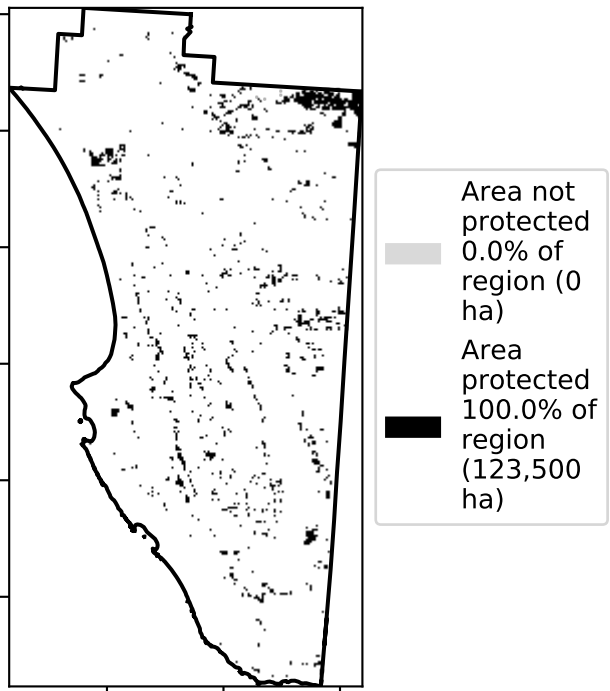 Area not
protected
0.0% of
region (0
ha)
Area
protected
100.0% of
region
(123,500
ha)